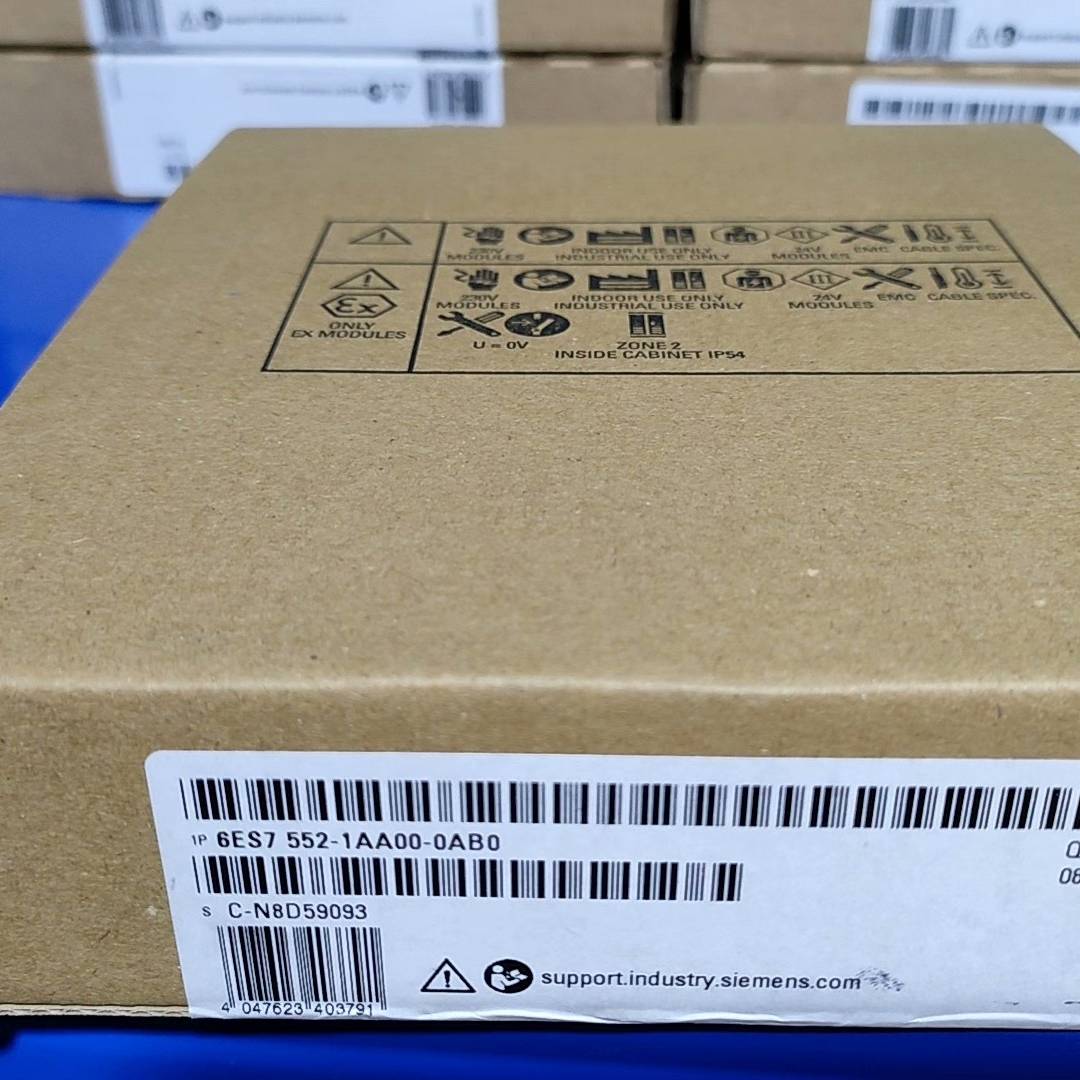 230V
MODULES
INDOOR USE ONLY
INDUSTRIAL USE ONLY
24V
MODULES
EMC
CABLE SPEC.
εx
ONLY
EX MODULES
230V
MODULES
INDOOR USE ONLY
INDUSTRIAL USE ONLY
24V
MODULES
EMC
CABLE SPEC.
U = 0V
ZONE 2
INSIDE CABINET IP54
1P 6ES7 552-1AA00-0AB0
S C-N8D59093
08
4 047623 403791
support.industry.siemens.com